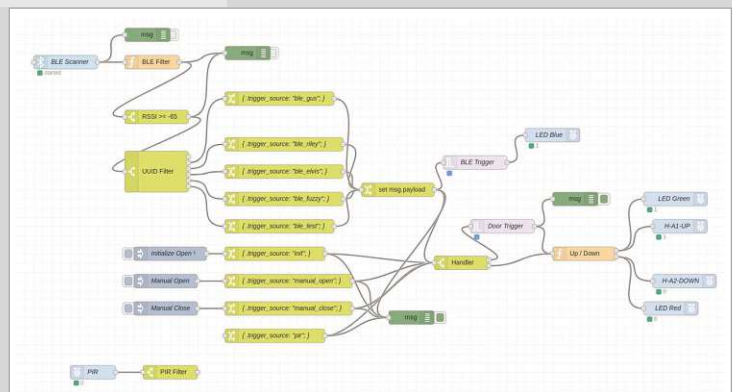 msg
BLE Scanner
started
BLE Filter
msg
RSSI >= -65
{ .trigger_source: "ble_gus"; }
{ .trigger_source: "ble_riley"; }
UUID Filter
{ .trigger_source: "ble_elvis"; }
{ .trigger_source: "ble_fuzzy"; }
{ .trigger_source: "ble_test"; }
set msg.payload
BLE Trigger
LED Blue
1
Door Trigger
msg
LED Green
1
H-A1-UP
Initialize Open
{ .trigger_source: "init"; }
Handler
Up / Down
Manual Open
{ .trigger_source: "manual_open"; }
H-A2-DOWN
0
Manual Close
{ .trigger_source: "manual_close"; }
msg
LED Red
{ .trigger_source: "pir"; }
PIR
PIR Filter